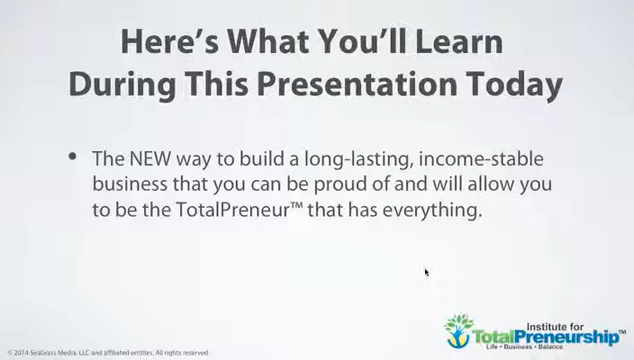 Here's What You'll Learn
During This Presentation Today
• The NEW way to build a long-lasting, income-stable
business that you can be proud of and will allow you
to be the TotalPreneur™ that has everything.
Institute for
TotalPreneurship™
Life • Business • Balance
© 2014 SeaGrass Media, LLC and affiliated entities. All rights reserved.